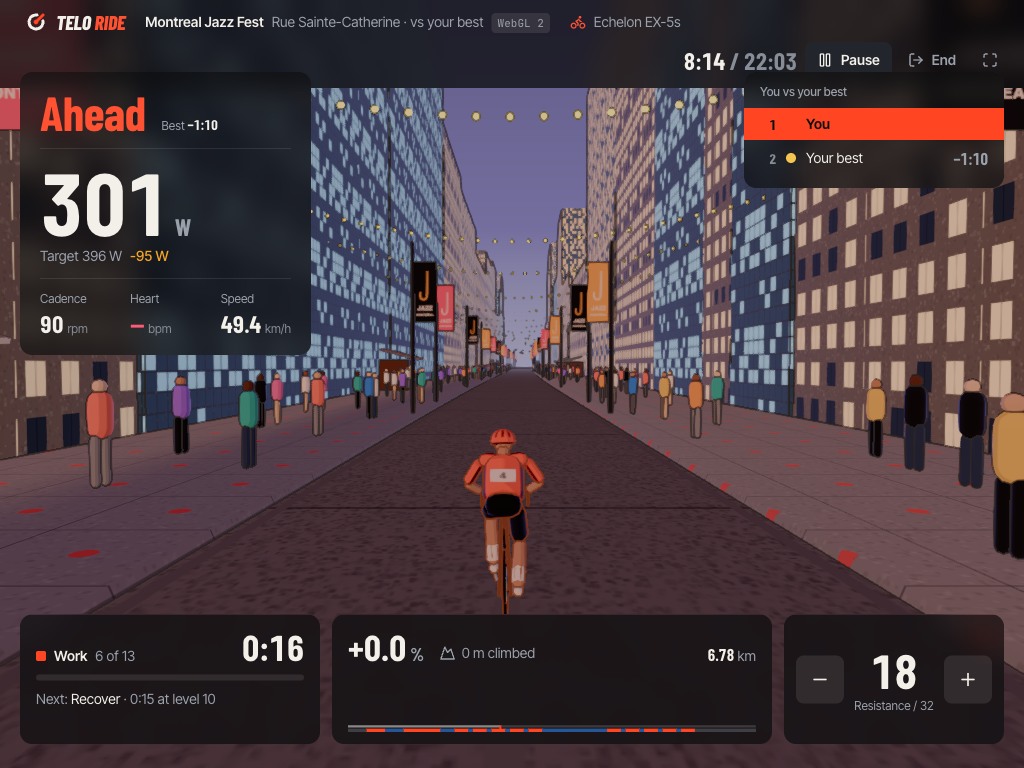 TELO RIDE Montreal Jazz Fest Rue Sainte-Catherine · vs your best WebGL 2 Echelon EX-5s
8:14 / 22:03 Pause End
Ahead Best −1:10
301 W
Target 396 W -95 W
Cadence Heart Speed
90 rpm — bpm 49.4 km/h
You vs your best
1 You
2 Your best −1:10
J
J
J
J
4
Work 6 of 13 0:16
Next: Recover · 0:15 at level 10
+0.0 % 0 m climbed 6.78 km
− 18 +
Resistance / 32